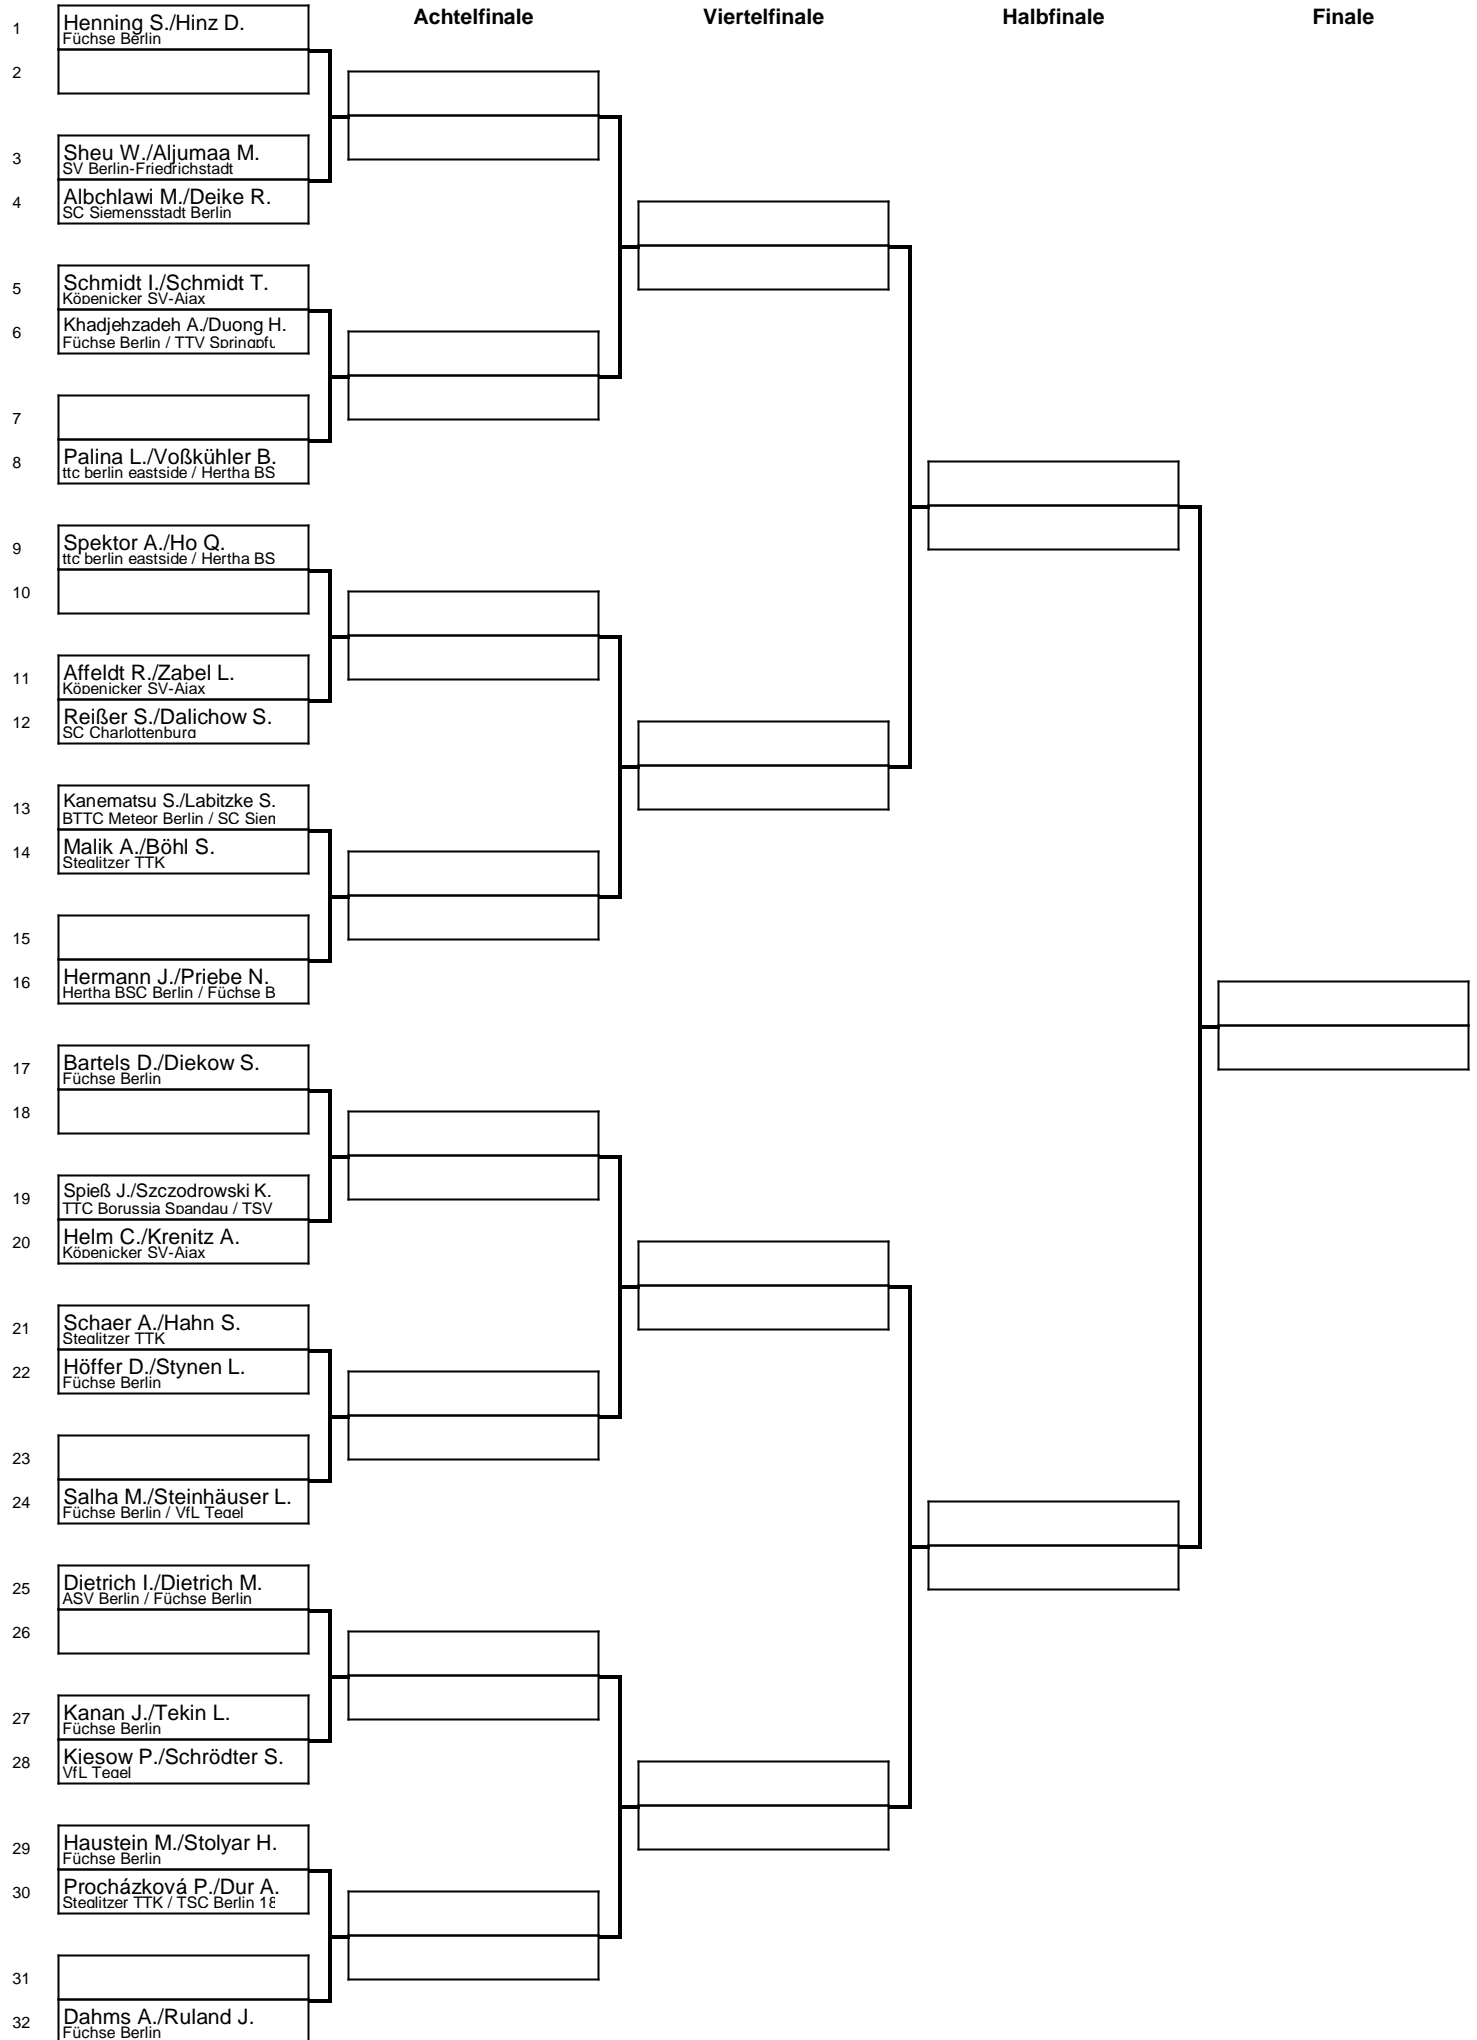 Achtelfinale
Viertelfinale
Halbfinale
Finale
1
Henning S./Hinz D.
Füchse Berlin
2
3
Sheu W./Aljumaa M.
SV Berlin-Friedrichstadt
4
Albchlawi M./Deike R.
SC Siemensstadt Berlin
5
Schmidt I./Schmidt T.
Köpenicker SV-Ajax
6
Khadjehzadeh A./Duong H.
Füchse Berlin / TTV Springpfu
7
8
Palina L./Voßkühler B.
ttc berlin eastside / Hertha BS
9
Spektor A./Ho Q.
ttc berlin eastside / Hertha BS
10
11
Affeldt R./Zabel L.
Köpenicker SV-Ajax
12
Reißer S./Dalichow S.
SC Charlottenburg
13
Kanematsu S./Labitzke S.
BTTC Meteor Berlin / SC Siem
14
Malik A./Böhl S.
Steglitzer TTK
15
16
Hermann J./Priebe N.
Hertha BSC Berlin / Füchse B
17
Bartels D./Diekow S.
Füchse Berlin
18
19
Spieß J./Szczodrowski K.
TTC Borussia Spandau / TSV
20
Helm C./Krenitz A.
Köpenicker SV-Ajax
21
Schaer A./Hahn S.
Steglitzer TTK
22
Höffer D./Stynen L.
Füchse Berlin
23
24
Salha M./Steinhäuser L.
Füchse Berlin / VfL Tegel
25
Dietrich I./Dietrich M.
ASV Berlin / Füchse Berlin
26
27
Kanan J./Tekin L.
Füchse Berlin
28
Kiesow P./Schrödter S.
VfL Tegel
29
Haustein M./Stolyar H.
Füchse Berlin
30
Procházková P./Dur A.
Steglitzer TTK / TSC Berlin 18
31
32
Dahms A./Ruland J.
Füchse Berlin